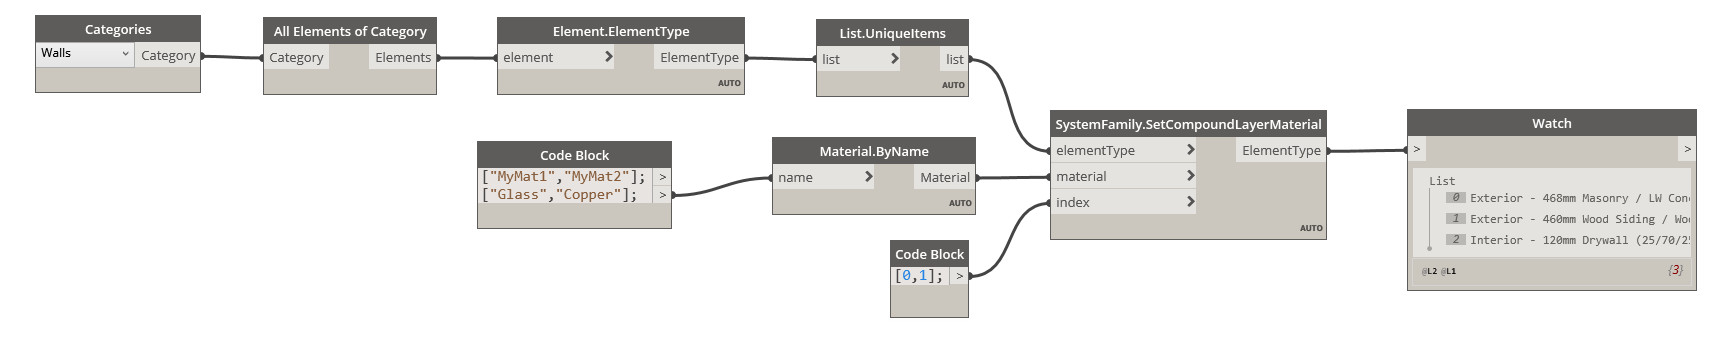 Categories
Walls
Category
All Elements of Category
Category
Elements
Element.ElementType
element >
ElementType
AUTO
List.UniqueItems
list >
list
AUTO
Code Block
["MyMat1","MyMat2"]; >
["Glass","Copper"]; >
Material.ByName
name >
Material
AUTO
Code Block
[0,1]; >
SystemFamily.SetCompoundLayerMaterial
elementType >
ElementType
material >
index >
AUTO
Watch
> >
List
0 Exterior - 468mm Masonry / LW Con
1 Exterior - 460mm Wood Siding / Woo
2 Interior - 120mm Drywall (25/70/25
@L2 @L1 {3}